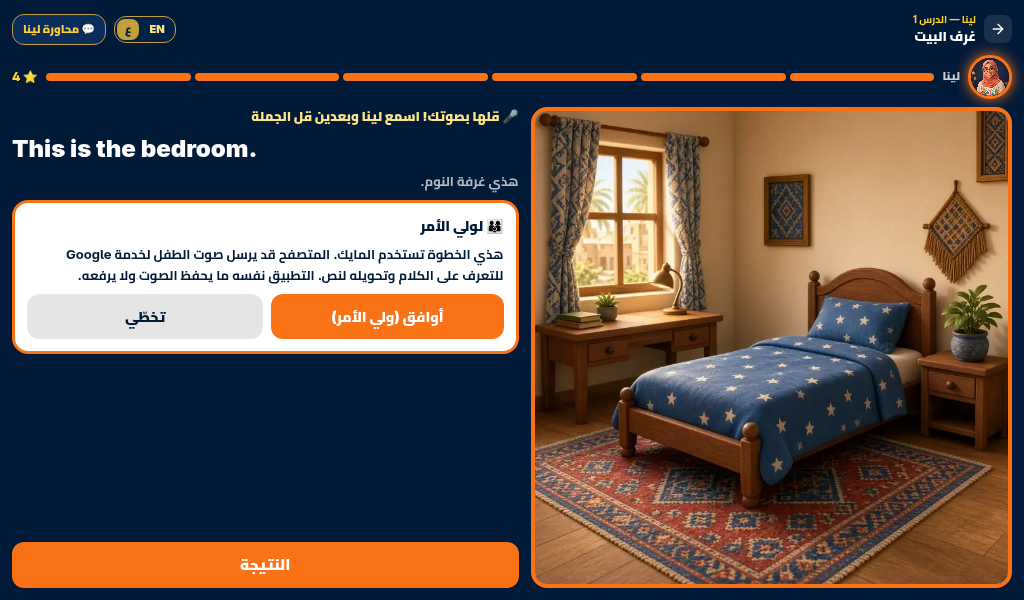 لينا — الدرس 1
غرف البيت
EN
ع
💬 محاورة لينا
لينا
⭐ 4
🎤 قلها بصوتك! اسمع لينا وبعدين قل الجملة
This is the bedroom.
هذي غرفة النوم.
👨‍👩‍👧 لولي الأمر
هذي الخطوة تستخدم المايك. المتصفح قد يرسل صوت الطفل لخدمة Google
للتعرف على الكلام وتحويله لنص. التطبيق نفسه ما يحفظ الصوت ولا يرفعه.
أوافق (ولي الأمر)
تخطّي
النتيجة